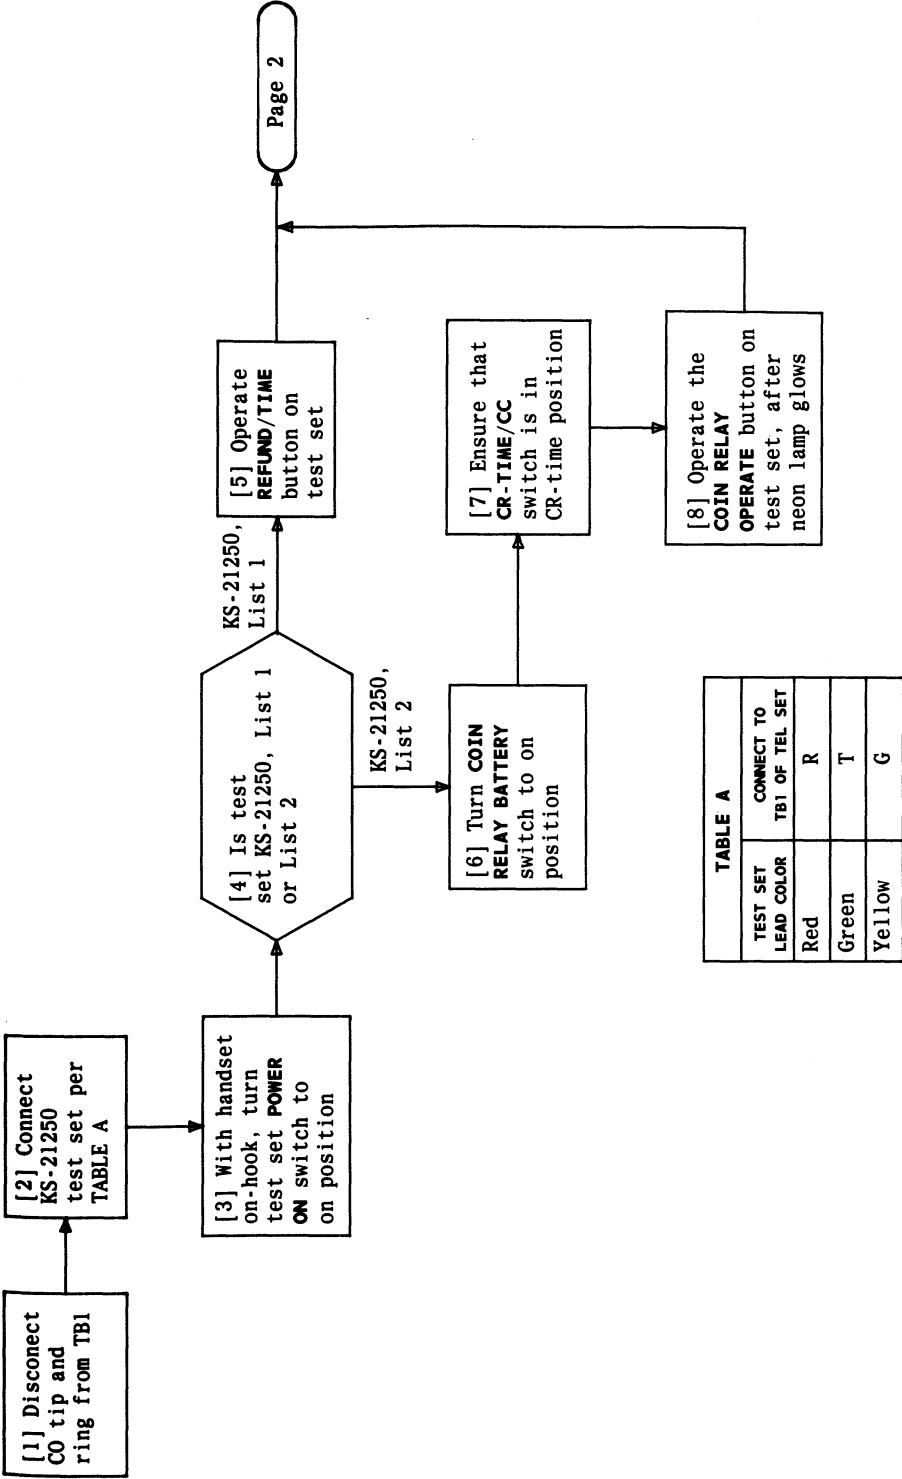 [1] Disconect
CO tip and
ring from TB1
[2] Connect
KS-21250
test set per
TABLE A
[3] With handset
on-hook, turn
test set POWER
ON switch to
on position
[4] Is test
set KS-21250, List 1
or List 2
KS-21250,
List 1
[5] Operate
REFUND/TIME
button on
test set
Page 2
KS-21250,
List 2
[6] Turn COIN
RELAY BATTERY
switch to on
position
[7] Ensure that
CR-TIME/CC
switch is in
CR-time position
[8] Operate the
COIN RELAY
OPERATE button on
test set, after
neon lamp glows
TABLE A
TEST SET
LEAD COLOR
CONNECT TO
TB1 OF TEL SET
Red R
Green T
Yellow G